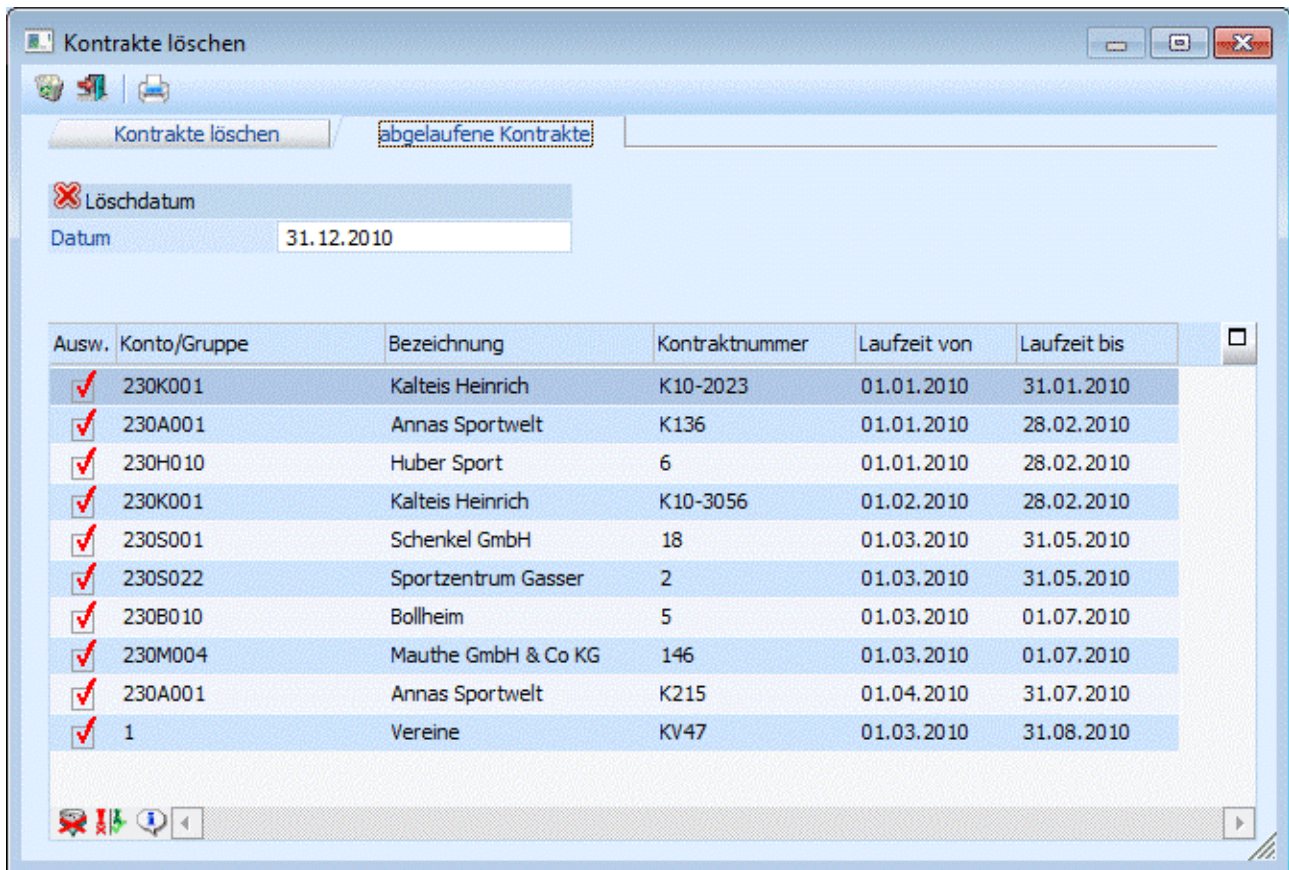 Kontrakte löschen
Kontrakte löschen abgelaufene Kontrakte
Löschdatum
Datum 31.12.2010
Ausw. Konto/Gruppe Bezeichnung Kontraktnummer Laufzeit von Laufzeit bis
230K001 Kalteis Heinrich K10-2023 01.01.2010 31.01.2010
230A001 Annas Sportwelt K136 01.01.2010 28.02.2010
230H010 Huber Sport 6 01.01.2010 28.02.2010
230K001 Kalteis Heinrich K10-3056 01.02.2010 28.02.2010
230S001 Schenkel GmbH 18 01.03.2010 31.05.2010
230S022 Sportzentrum Gasser 2 01.03.2010 31.05.2010
230B010 Bollheim 5 01.03.2010 01.07.2010
230M004 Mauthe GmbH & Co KG 146 01.03.2010 01.07.2010
230A001 Annas Sportwelt K215 01.04.2010 31.07.2010
1 Vereine KV47 01.03.2010 31.08.2010